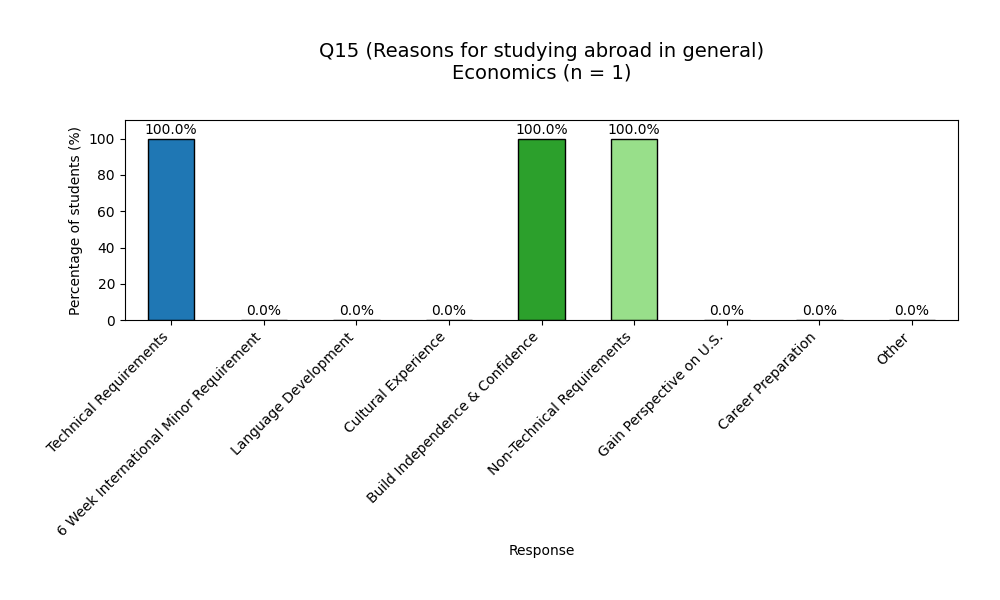 Q15 (Reasons for studying abroad in general)
Economics (n = 1)
Percentage of students (%)
100
80
60
40
20
0
100.0%
0.0%
0.0%
0.0%
100.0%
100.0%
0.0%
0.0%
0.0%
Technical Requirements
6 Week International Minor Requirement
Language Development
Cultural Experience
Build Independence & Confidence
Non-Technical Requirements
Gain Perspective on U.S.
Career Preparation
Other
Response